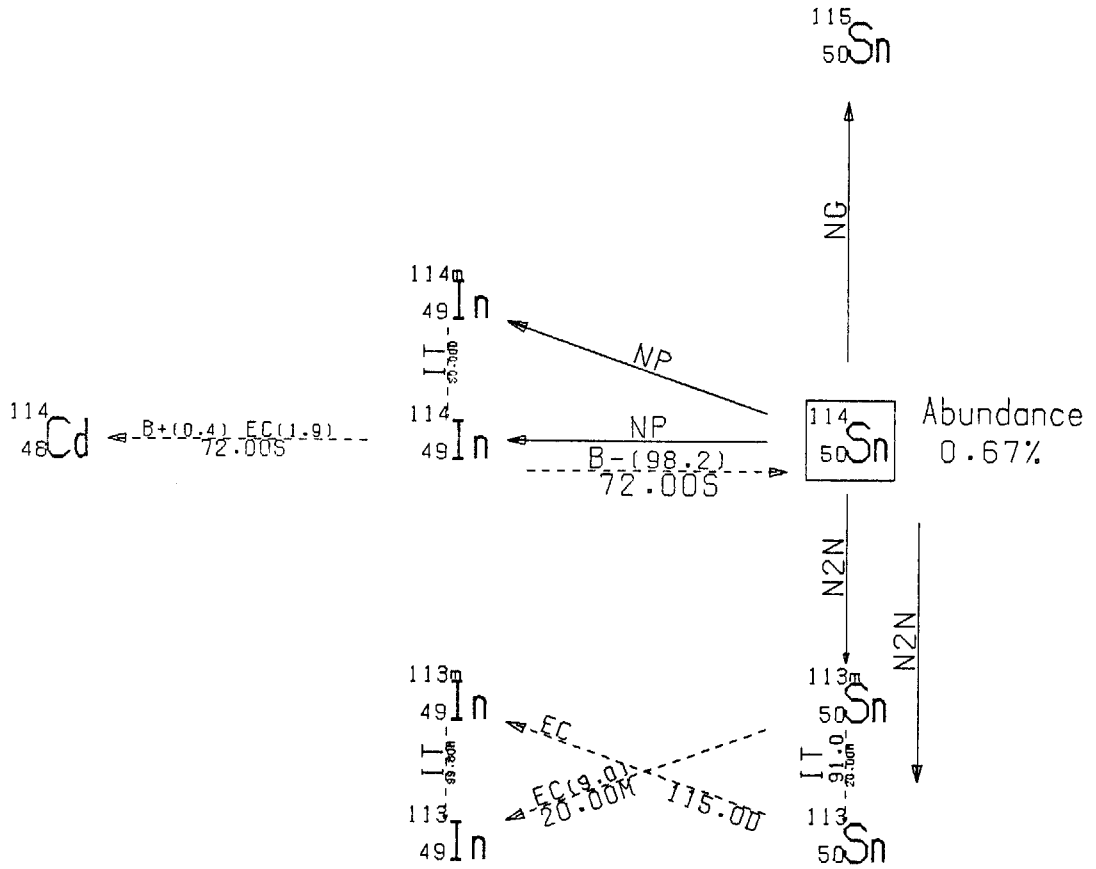 115
50Sn
NG
114m
49In
IT
NP
114
48Cd
B+(0.4) EC(1.9)
72.00S
114
49In
NP
B-(98.2)
72.00S
114
50Sn
Abundance
0.67%
N2N
N2N
113m
49In
IT
EC
EC(9.0)
20.00M
115.0D
113m
50Sn
IT
91.0
20.00M
113
49In
113
50Sn